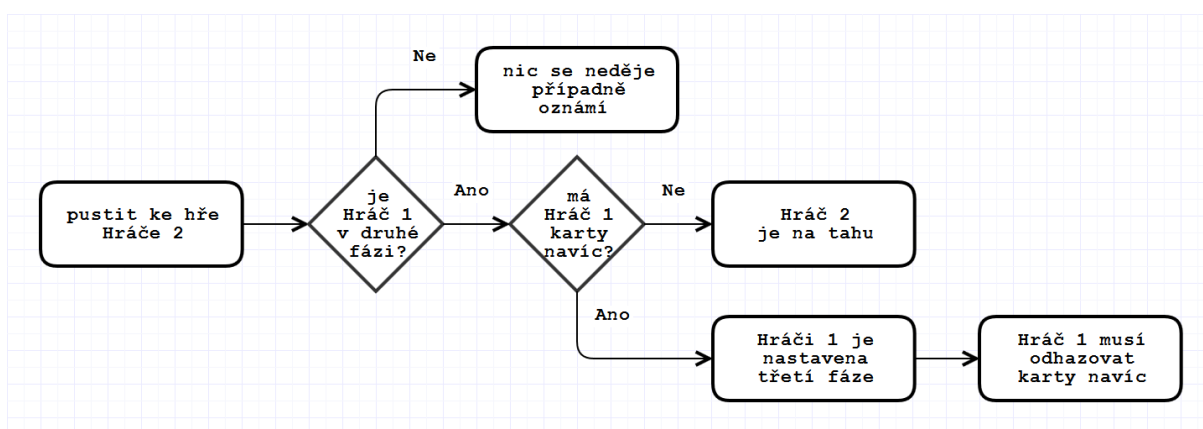 pustit ke hře
Hráče 2
je
Hráč 1
v druhé
fázi?
Ne
nic se neděje
případně
oznámí
Ano
má
Hráč 1
karty
navíc?
Ne
Hráč 2
je na tahu
Ano
Hráči 1 je
nastavena
třetí fáze
Hráč 1 musí
odhazovat
karty navíc